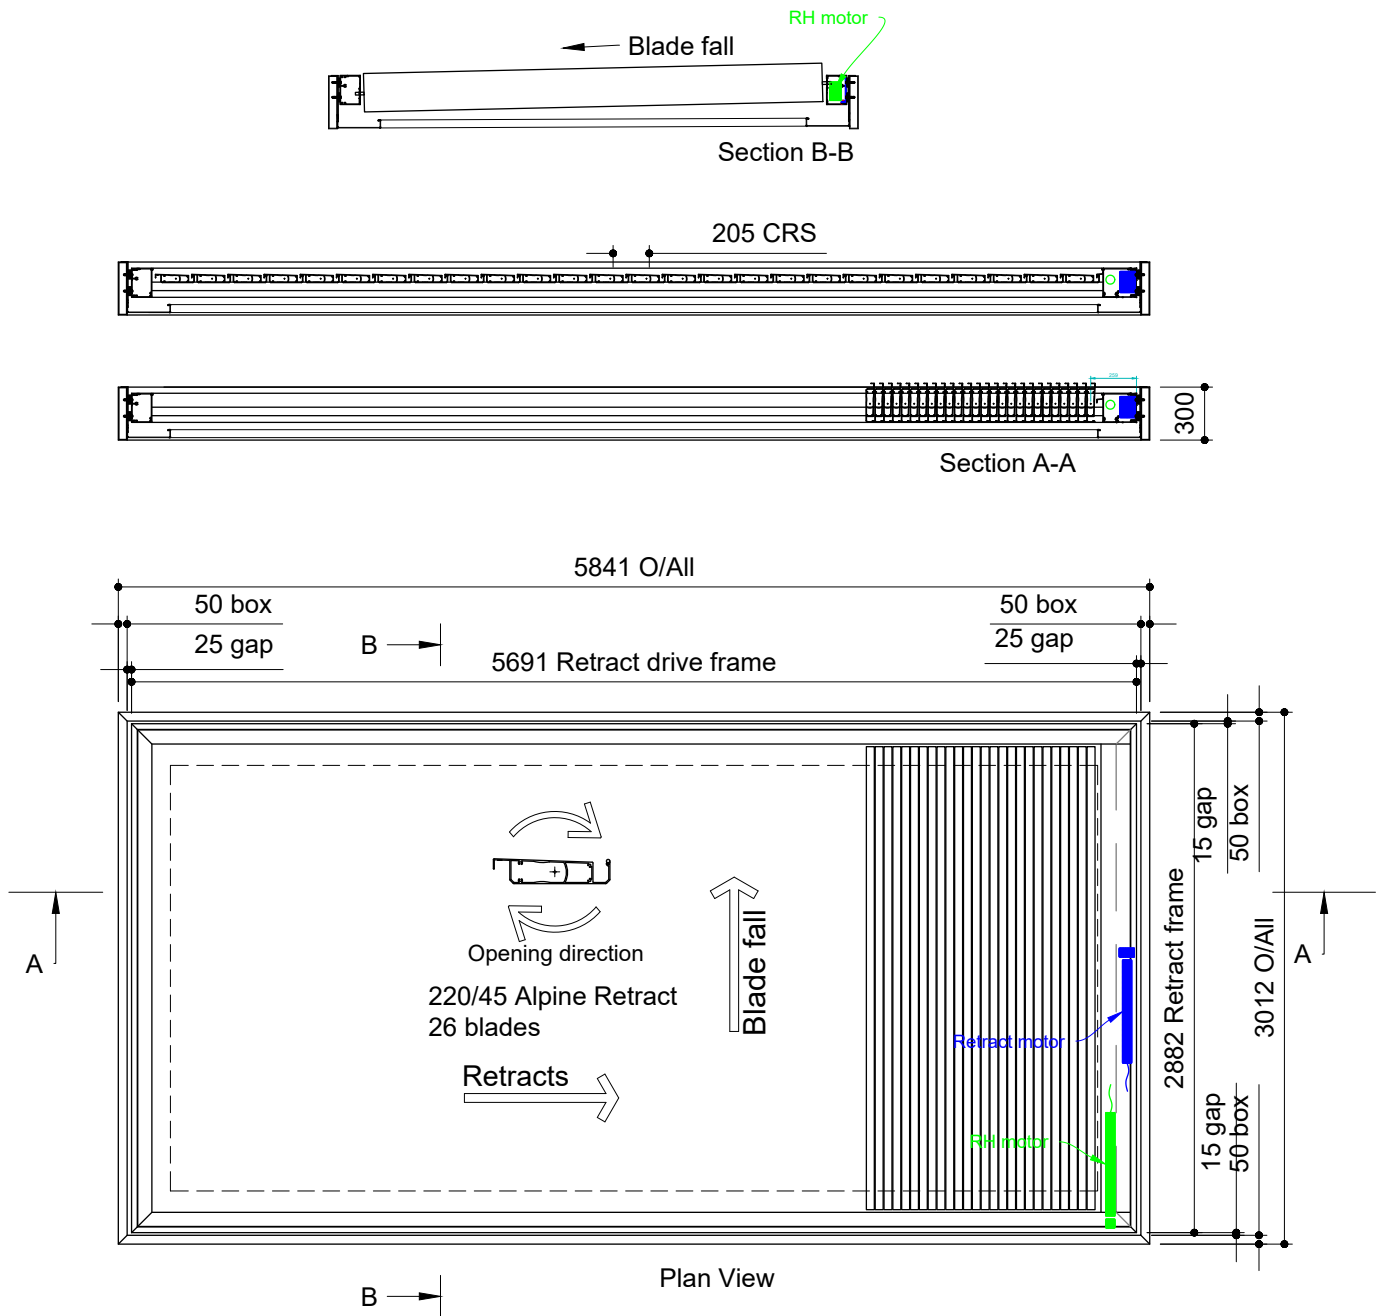 RH motor
Blade fall
Section B-B
205 CRS
300
Section A-A
5841 O/All
50 box
50 box
25 gap
25 gap
B
5691 Retract drive frame
15 gap
50 box
2882 Retract frame
3012 O/All
A
A
Opening direction
220/45 Alpine Retract
26 blades
Blade fall
Retract motor
Retracts
RH motor
15 gap
50 box
Plan View
B